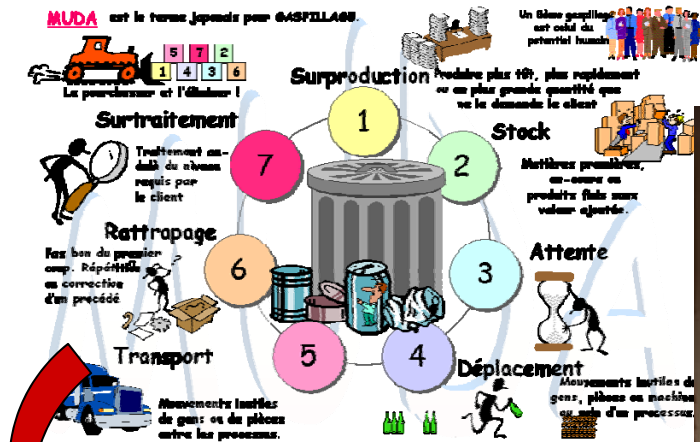 MUDA est le terme japonais pour GASPILLAGE.
5 7 2
1 4 3 6
Le pourchasser et l'éliminer !
Un 8ème gaspillage
est celui du
potentiel humain
Surproduction
Produire plus tôt, plus rapidement
ou en plus grande quantité que
ne le demande le client
1
Surtraitement
Traitement au-
delà du niveau
requis par
le client
7
2
Stock
Matières premières,
en-cours ou
produits finis sans
valeur ajoutée.
Rattrapage
Pas bon du premier
coup. Répétition
ou correction
d'un procédé
6
3
Attente
Transport
Mouvements inutiles
de gens ou de pièces
entre les processus.
5
4
Déplacement
Mouvements inutiles de
gens, pièces ou machine
au sein d'un processus.